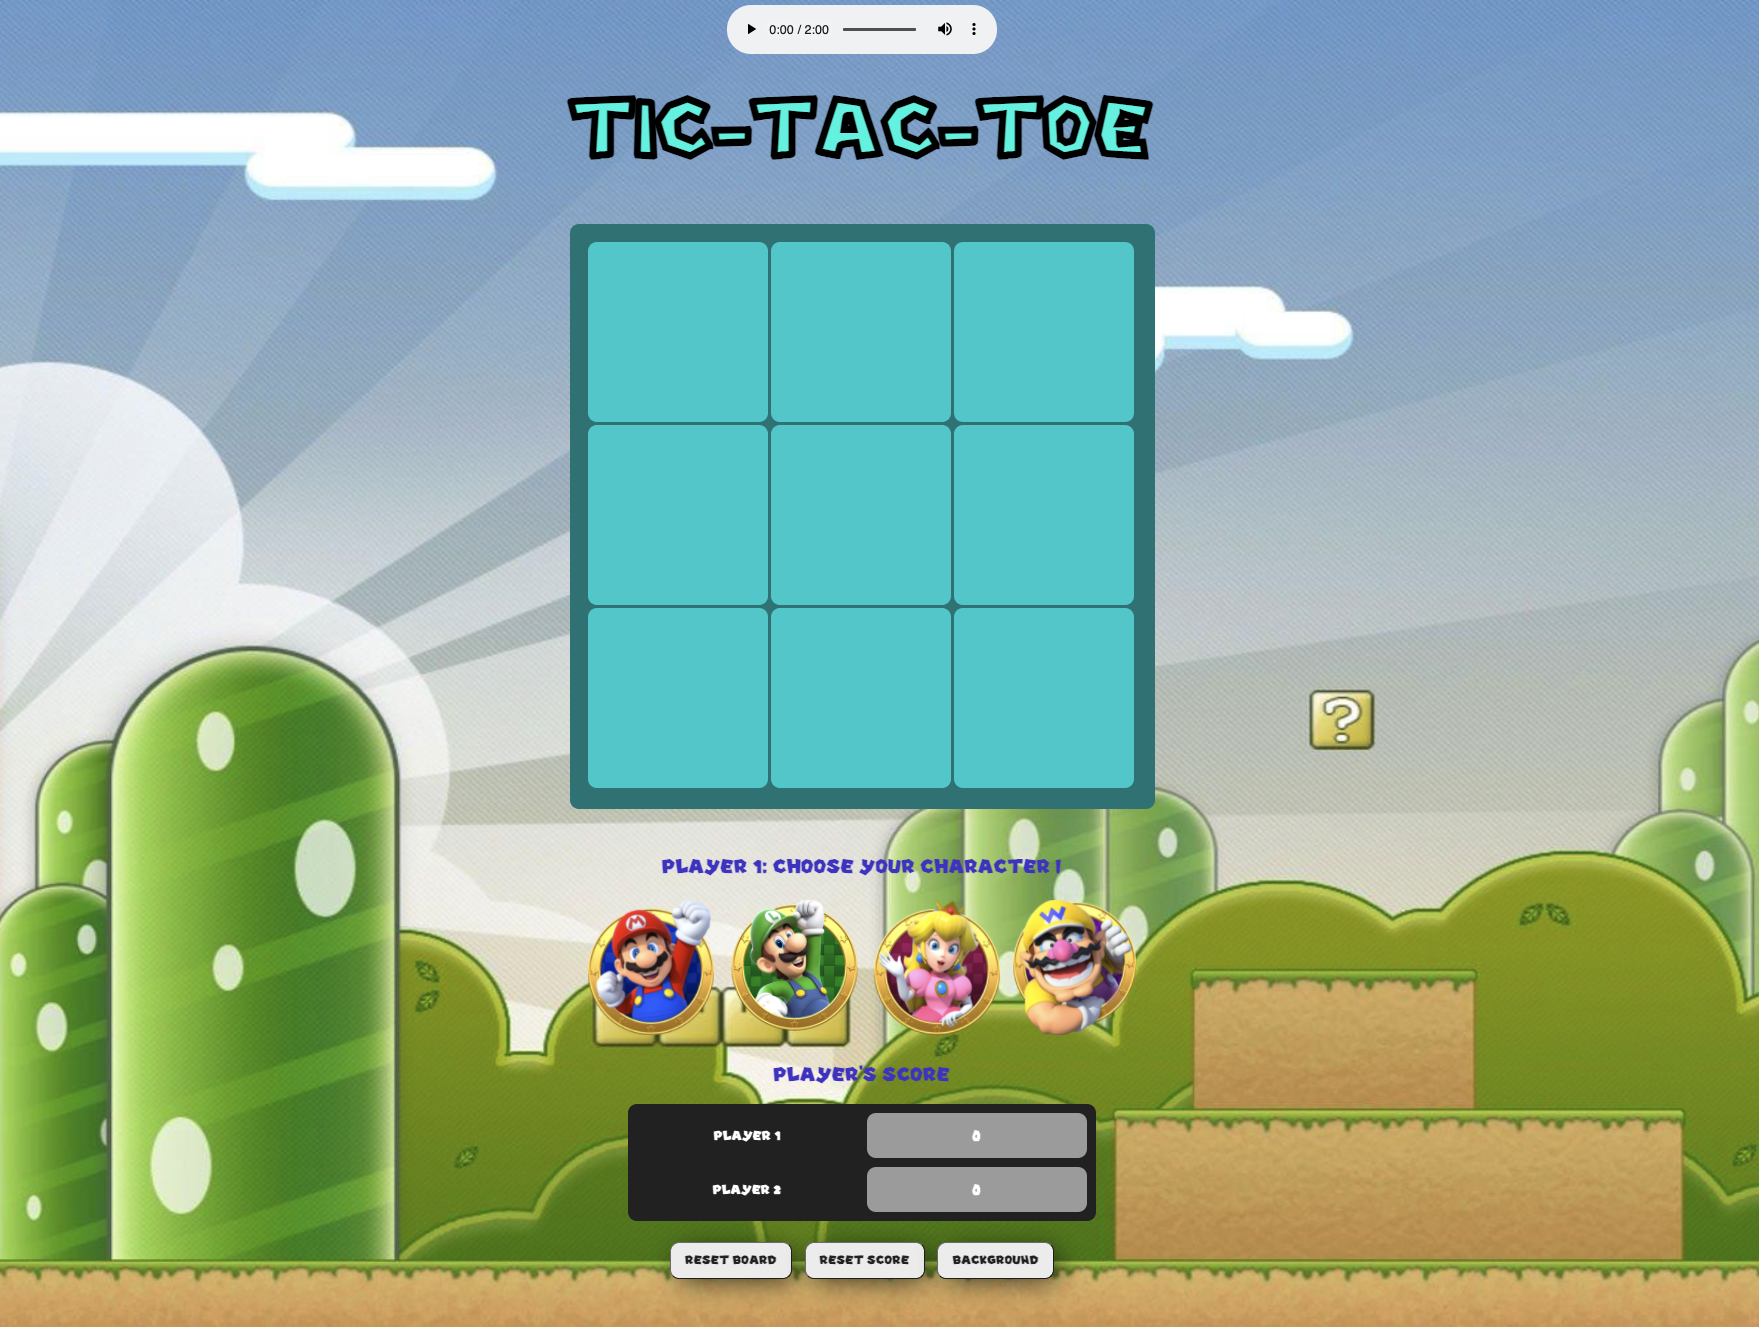 0:00 / 2:00
TIC-TAC-TOE
?
PLAYER 1: CHOOSE YOUR CHARACTER !
M
L
W
PLAYER'S SCORE
PLAYER 1 0
PLAYER 2 0
RESET BOARD RESET SCORE BACKGROUND